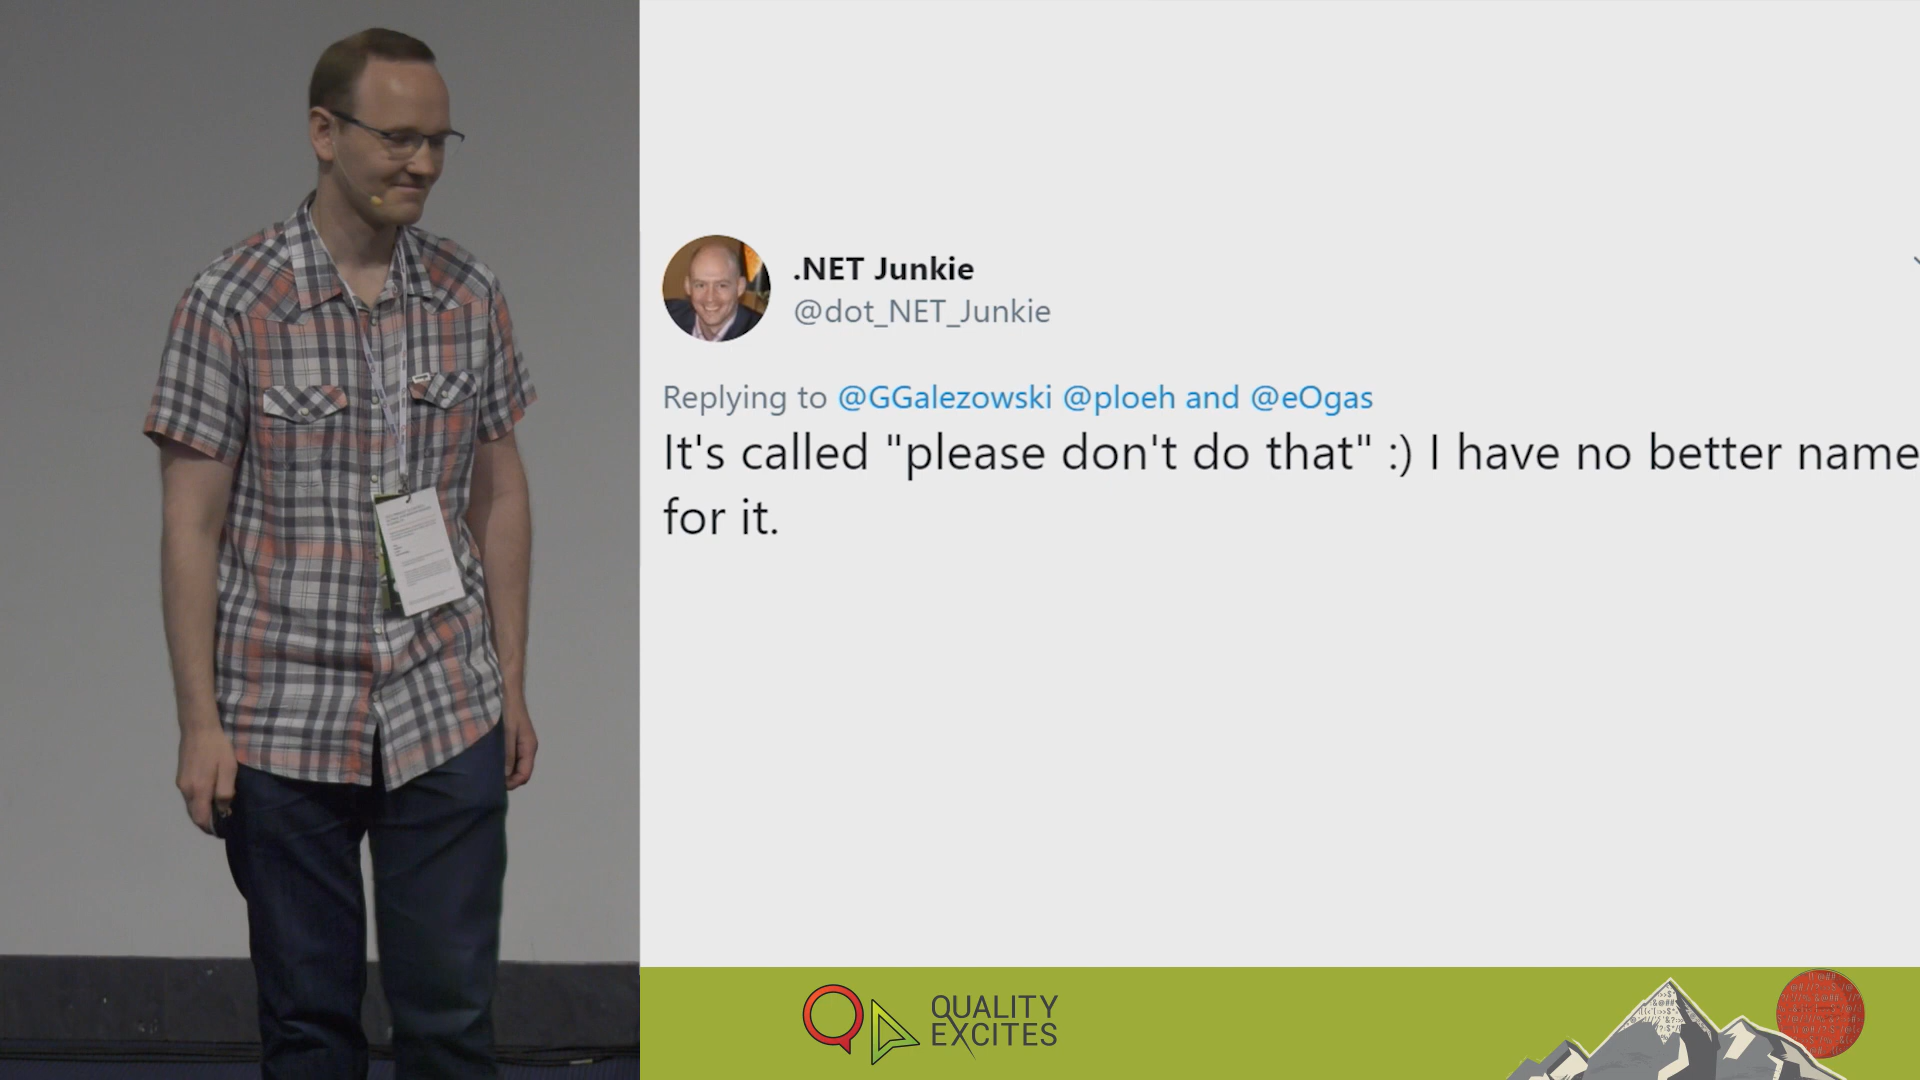 .NET Junkie
@dot_NET_Junkie
Replying to @GGalezowski @ploeh and @eOgas
It's called "please don't do that" :) I have no better name
for it.
QUALITY
EXCITES